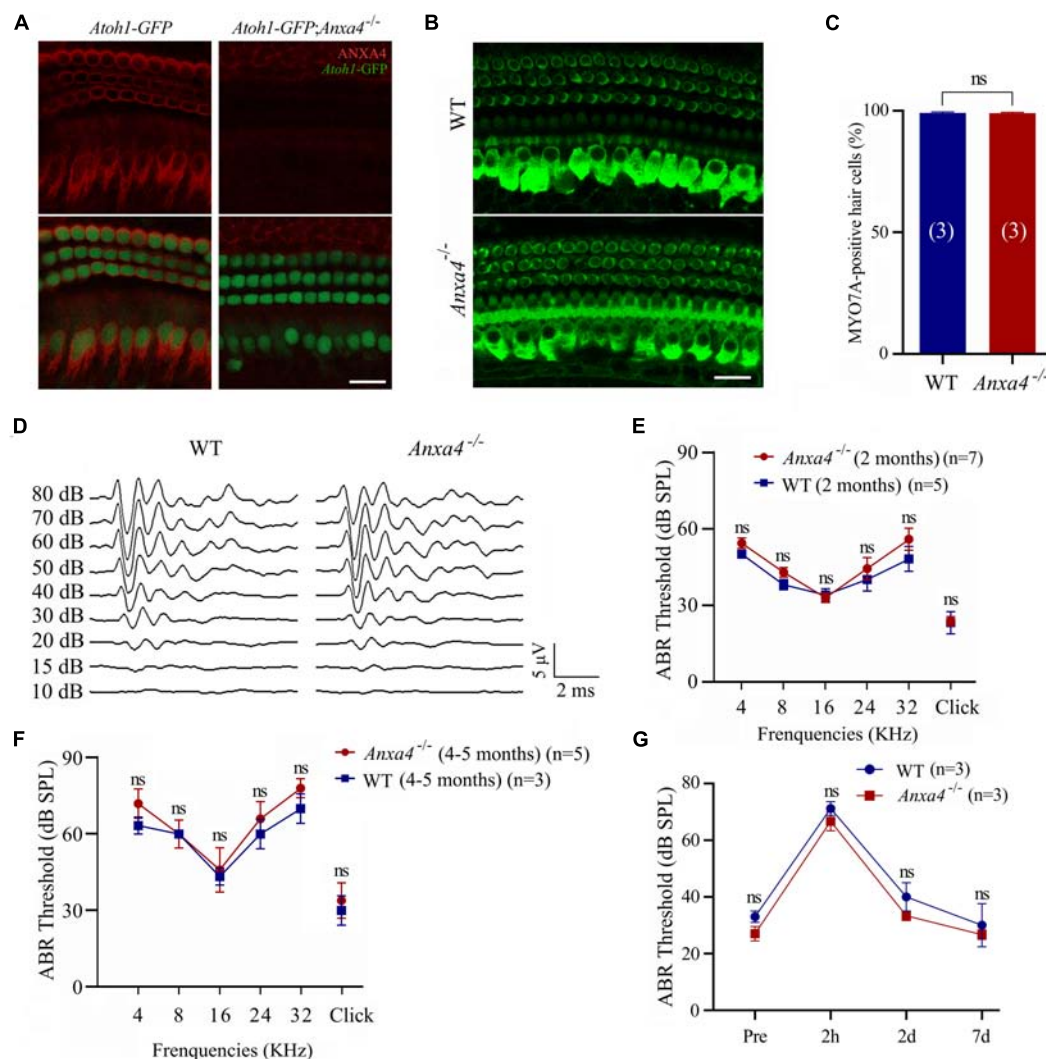 A
Atoh1-GFP
Atoh1-GFP;Anxa4-/-
ANXA4
Atoh1-GFP
B
WT
Anxa4-/-
C
ns
MYO7A-positive hair cells (%)
100
50
0
(3)
(3)
WT
Anxa4-/-
D
WT
Anxa4-/-
80 dB
70 dB
60 dB
50 dB
40 dB
30 dB
20 dB
15 dB
10 dB
5 μV
2 ms
E
Anxa4-/- (2 months) (n=7)
WT (2 months) (n=5)
ABR Threshold (dB SPL)
90
60
30
0
ns
ns
ns
ns
ns
ns
4 8 16 24 32 Click
Frenquencies (KHz)
F
Anxa4-/- (4-5 months) (n=5)
WT (4-5 months) (n=3)
ABR Threshold (dB SPL)
90
60
30
0
ns
ns
ns
ns
ns
ns
4 8 16 24 32 Click
Frenquencies (KHz)
G
WT (n=3)
Anxa4-/- (n=3)
ABR Threshold (dB SPL)
80
60
40
20
0
ns
ns
ns
ns
Pre 2h 2d 7d